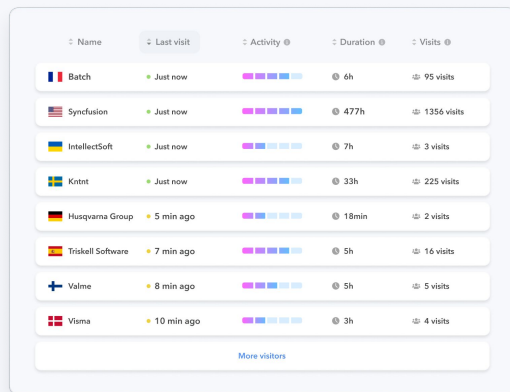 Name Last visit Activity Duration Visits
Batch Just now 6h 95 visits
Syncfusion Just now 477h 1356 visits
IntellectSoft Just now 7h 3 visits
Kntnt Just now 33h 225 visits
Husqvarna Group 5 min ago 18min 2 visits
Triskell Software 7 min ago 5h 16 visits
Valme 8 min ago 5h 5 visits
Visma 10 min ago 3h 4 visits
More visitors